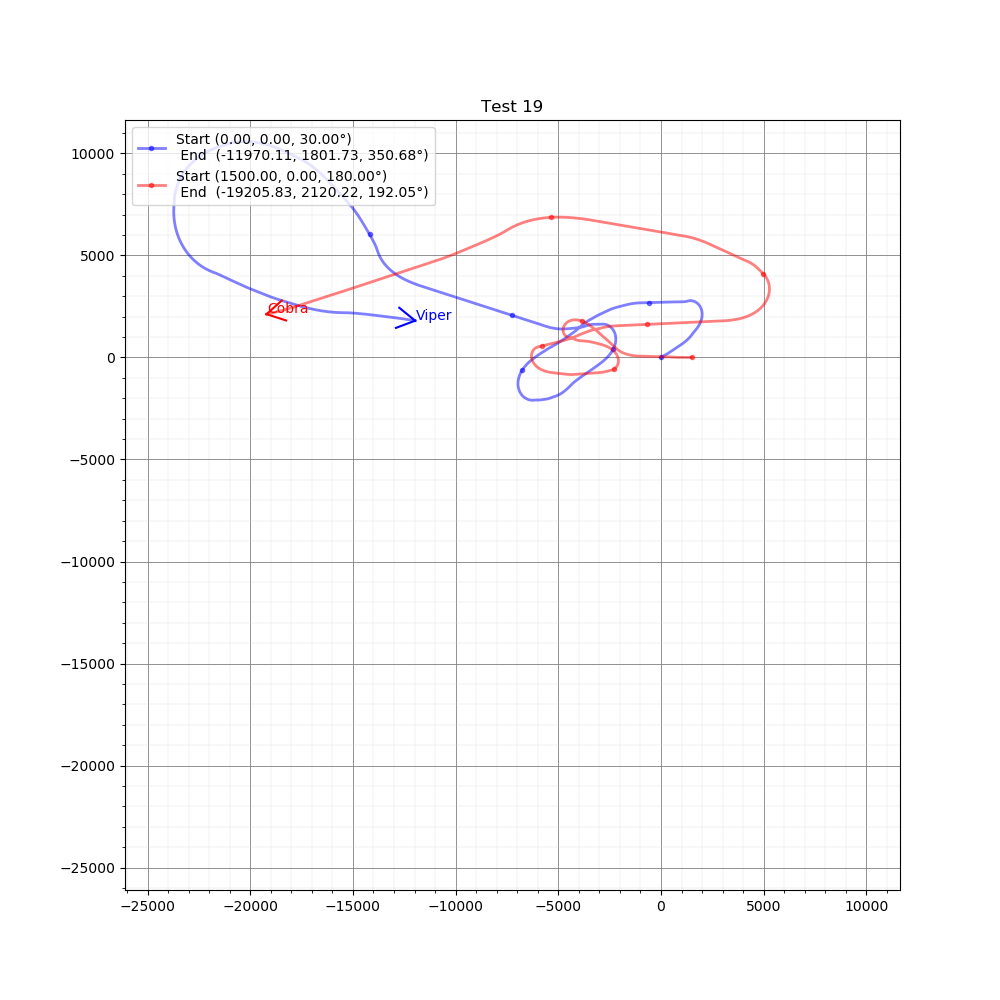 Test 19
Start (0.00, 0.00, 30.00°)
End (-11970.11, 1801.73, 350.68°)
Start (1500.00, 0.00, 180.00°)
End (-19205.83, 2120.22, 192.05°)
10000
5000
0
−5000
−10000
−15000
−20000
−25000
Cobra
Viper
−25000 −20000 −15000 −10000 −5000 0 5000 10000